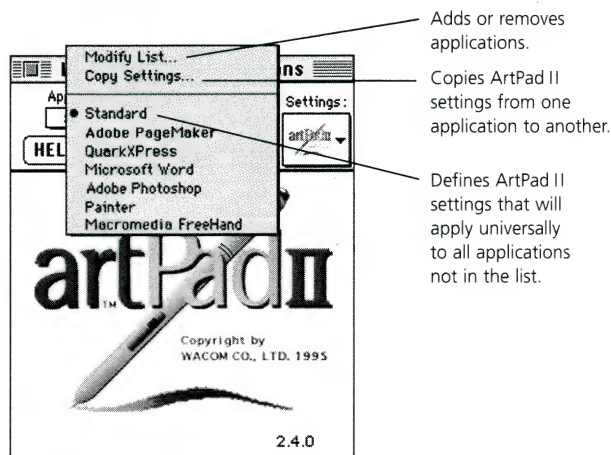 Adds or removes
applications.
Copies ArtPad II
settings from one
application to another.
Defines ArtPad II
settings that will
apply universally
to all applications
not in the list.
Modify List...
Copy Settings...
Standard
Adobe PageMaker
QuarkXPress
Microsoft Word
Adobe Photoshop
Painter
Macromedia FreeHand
Settings:
artPad II
HEL
artPad II
TM
Copyright by
WACOM CO., LTD. 1995
2.4.0